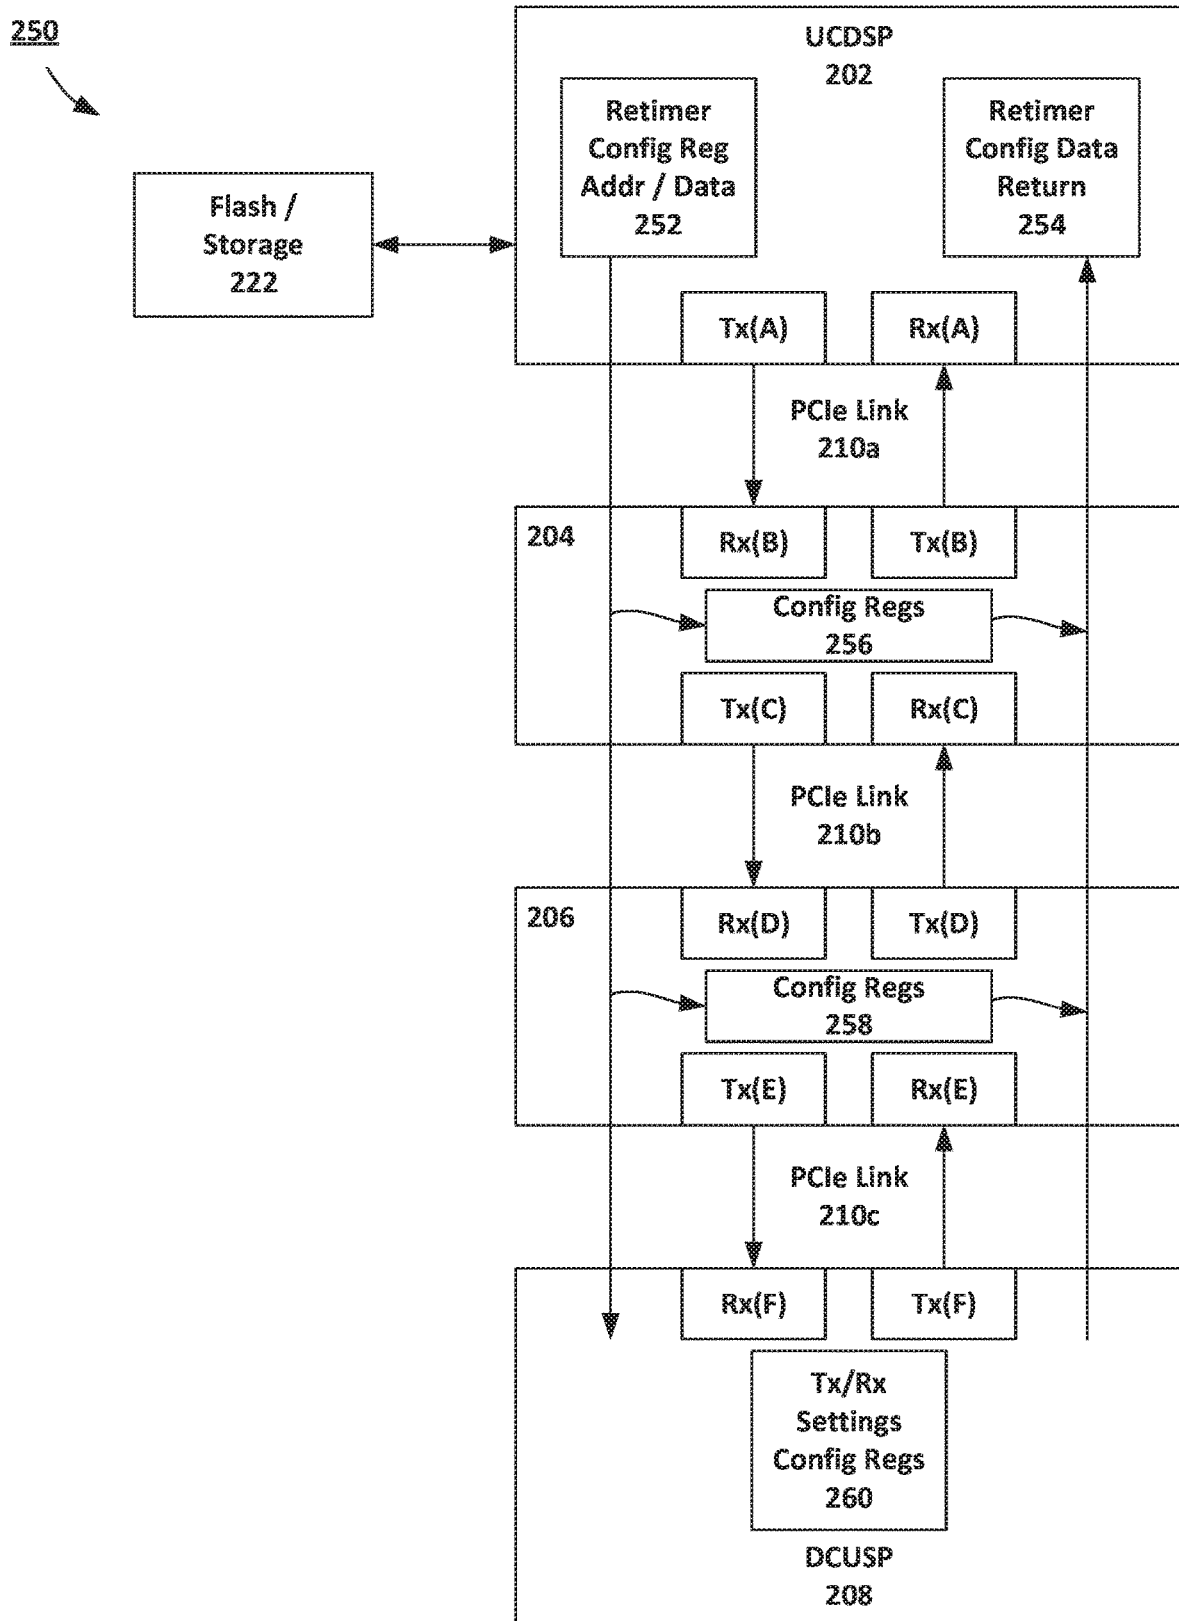 250
UCDSP
202
Retimer
Config Reg
Addr / Data
252
Retimer
Config Data
Return
254
Flash /
Storage
222
Tx(A)
Rx(A)
PCIe Link
210a
204
Rx(B)
Tx(B)
Config Regs
256
Tx(C)
Rx(C)
PCIe Link
210b
206
Rx(D)
Tx(D)
Config Regs
258
Tx(E)
Rx(E)
PCIe Link
210c
Rx(F)
Tx(F)
Tx/Rx
Settings
Config Regs
260
DCUSP
208